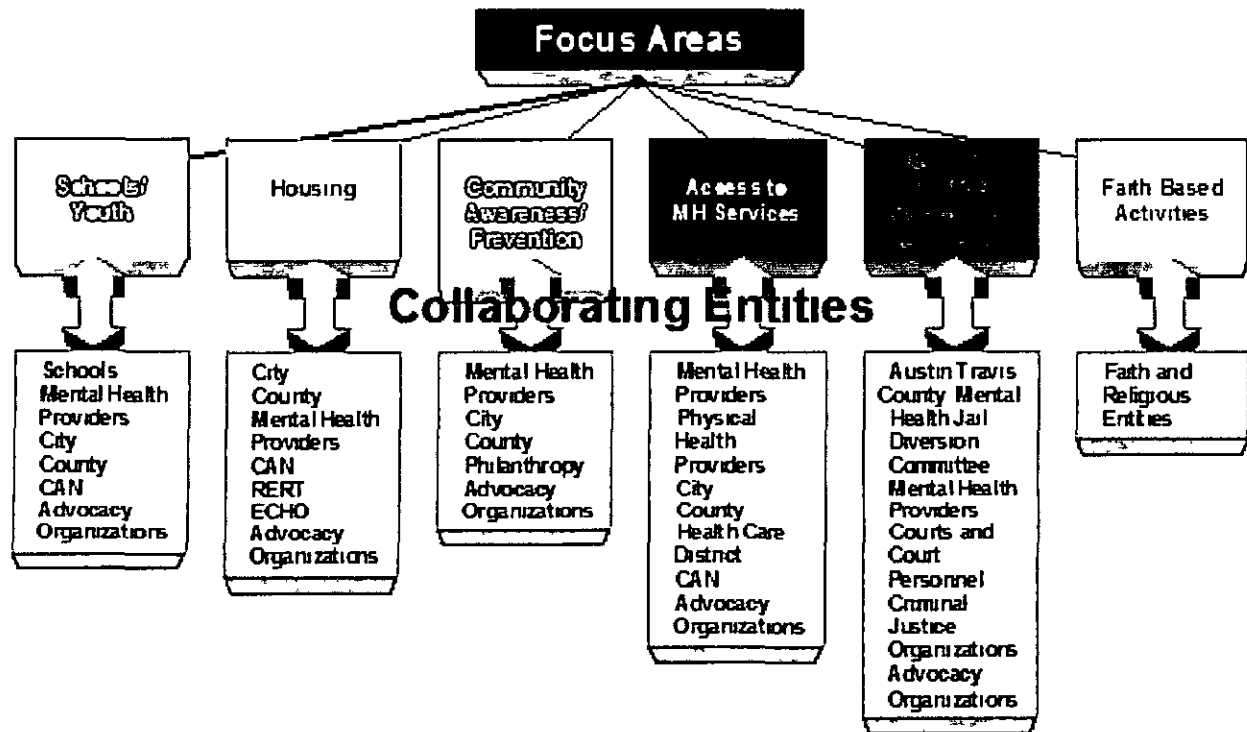 Focus Areas
Schools/
Youth
Housing
Community
Awareness/
Prevention
Access to
MH Services
Faith Based
Activities
Collaborating Entities
Schools
Mental Health
Providers
City
County
CAN
Advocacy
Organizations
City
County
Mental Health
Providers
CAN
RERT
ECHO
Advocacy
Organizations
Mental Health
Providers
City
County
Philanthropy
Advocacy
Organizations
Mental Health
Providers
Physical
Health
Providers
City
County
Health Care
District
CAN
Advocacy
Organizations
Austin Travis
County Mental
Health Jail
Diversion
Committee
Mental Health
Providers
Courts and
Court
Personnel
Criminal
Justice
Organizations
Advocacy
Organizations
Faith and
Religious
Entities